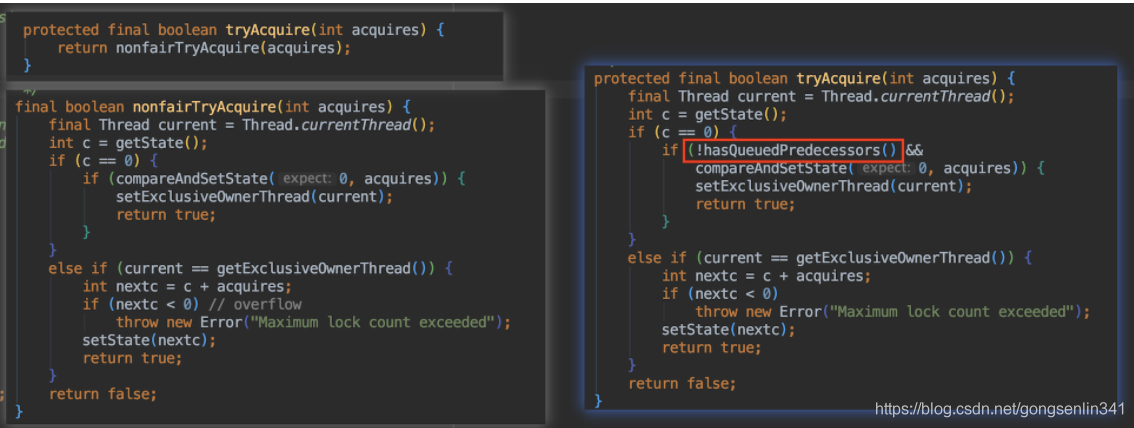 protected final boolean tryAcquire(int acquires) {
return nonfairTryAcquire(acquires);
}
*/
final boolean nonfairTryAcquire(int acquires) {
final Thread current = Thread.currentThread();
int c = getState();
if (c == 0) {
if (compareAndSetState( expect: 0, acquires)) {
setExclusiveOwnerThread(current);
return true;
}
}
else if (current == getExclusiveOwnerThread()) {
int nextc = c + acquires;
if (nextc < 0) // overflow
throw new Error("Maximum lock count exceeded");
setState(nextc);
return true;
}
return false;
}
protected final boolean tryAcquire(int acquires) {
final Thread current = Thread.currentThread();
int c = getState();
if (c == 0) {
if (!hasQueuedPredecessors() &&
compareAndSetState( expect: 0, acquires)) {
setExclusiveOwnerThread(current);
return true;
}
}
else if (current == getExclusiveOwnerThread()) {
int nextc = c + acquires;
if (nextc < 0)
throw new Error("Maximum lock count exceeded");
setState(nextc);
return true;
}
return false;
}
https://blog.csdn.net/gongsenlin341